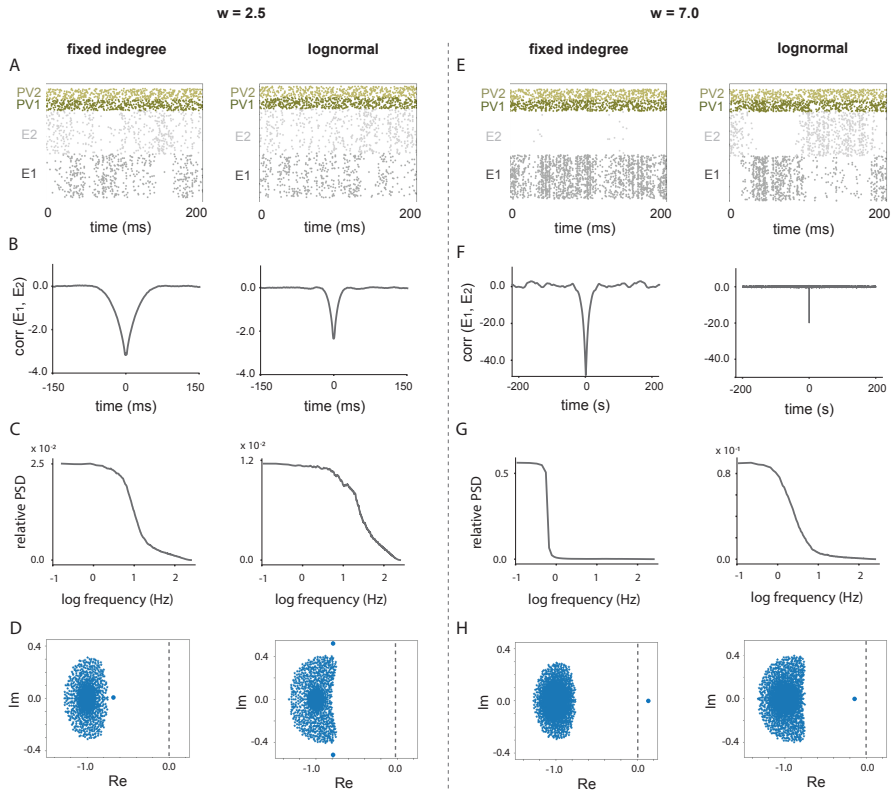 w = 2.5
w = 7.0
fixed indegree
lognormal
fixed indegree
lognormal
A
PV2
PV1
E2
E1
0
200
time (ms)
0
200
time (ms)
E
PV2
PV1
E2
E1
0
200
time (ms)
0
200
time (ms)
B
corr (E1, E2)
0.0
-2.0
-4.0
-150
0
150
time (ms)
0.0
-2.0
-4.0
-150
0
150
time (ms)
F
corr (E1, E2)
0.0
-20.0
-40.0
-200
0
200
time (s)
0.0
-20.0
-40.0
-200
0
200
time (s)
C
x 10-2
relative PSD
2.5
0.0
-1
0
1
2
log frequency (Hz)
x 10-2
1.2
0.0
-1
0
1
2
log frequency (Hz)
G
relative PSD
0.5
0.0
-1
0
1
2
log frequency (Hz)
x 10-1
0.8
0.0
-1
0
1
2
log frequency (Hz)
D
Im
0.4
0.0
-0.4
-1.0
0.0
Re
0.4
0.0
-0.4
-1.0
0.0
Re
H
Im
0.4
0.0
-0.4
-1.0
0.0
Re
0.4
0.0
-0.4
-1.0
0.0
Re